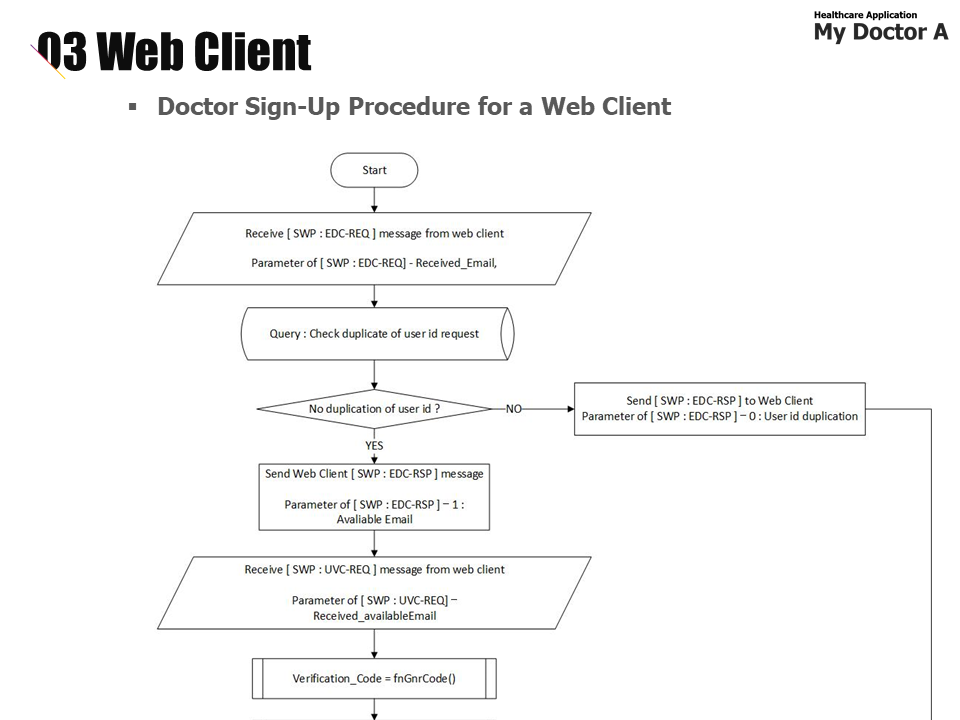 Healthcare Application
My Doctor A
03 Web Client
▪ Doctor Sign-Up Procedure for a Web Client
Start
Receive [ SWP : EDC-REQ ] message from web client
Parameter of [ SWP : EDC-REQ] - Received_Email,
Query : Check duplicate of user id request
No duplication of user id ?
NO
Send [ SWP : EDC-RSP ] to Web Client
Parameter of [ SWP : EDC-RSP ] – 0 : User id duplication
YES
Send Web Client [ SWP : EDC-RSP ] message
Parameter of [ SWP : EDC-RSP ] – 1 :
Avaliable Email
Receive [ SWP : UVC-REQ ] message from web client
Parameter of [ SWP : UVC-REQ] –
Received_availableEmail
Verification_Code = fnGnrCode()